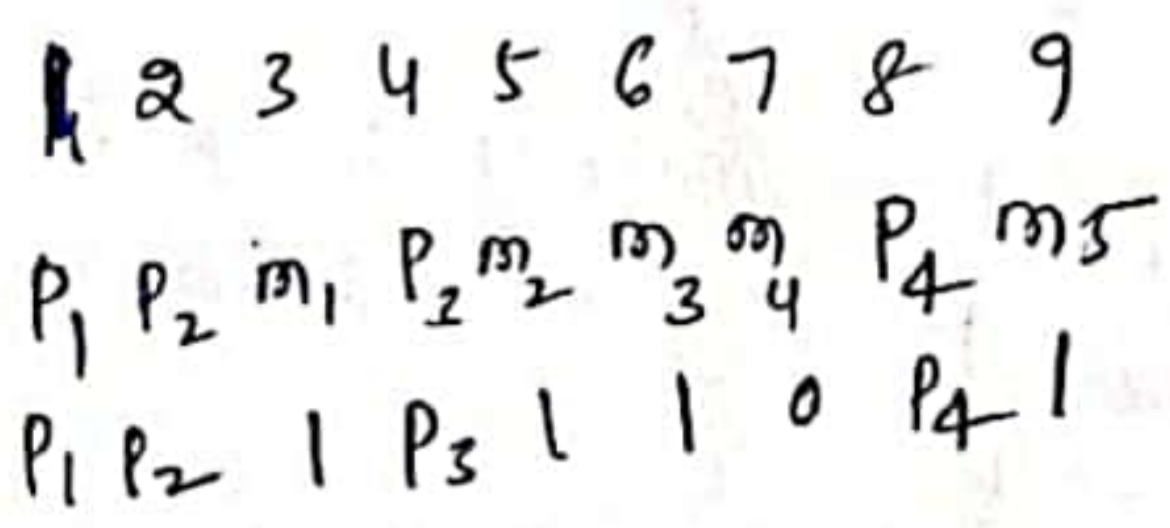 1 2 3 4 5 6 7 8 9
P₁ P₂ m₁ P₂ m₂ m₃ m₄ P₄ m5
P₁ P₂ 1 P₃ 1 1 0 P₄ 1